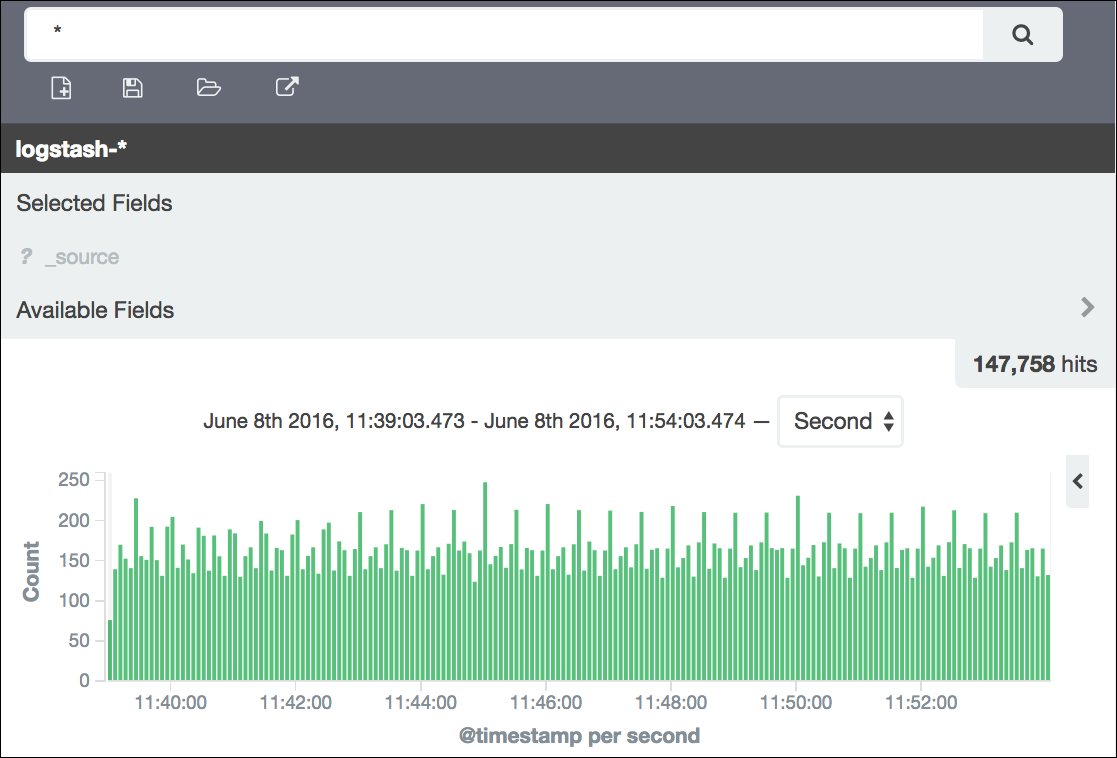 *
logstash-*
Selected Fields
? _source
Available Fields
147,758 hits
June 8th 2016, 11:39:03.473 - June 8th 2016, 11:54:03.474 — Second
250
200
150
100
50
0
Count
11:40:00 11:42:00 11:44:00 11:46:00 11:48:00 11:50:00 11:52:00
@timestamp per second